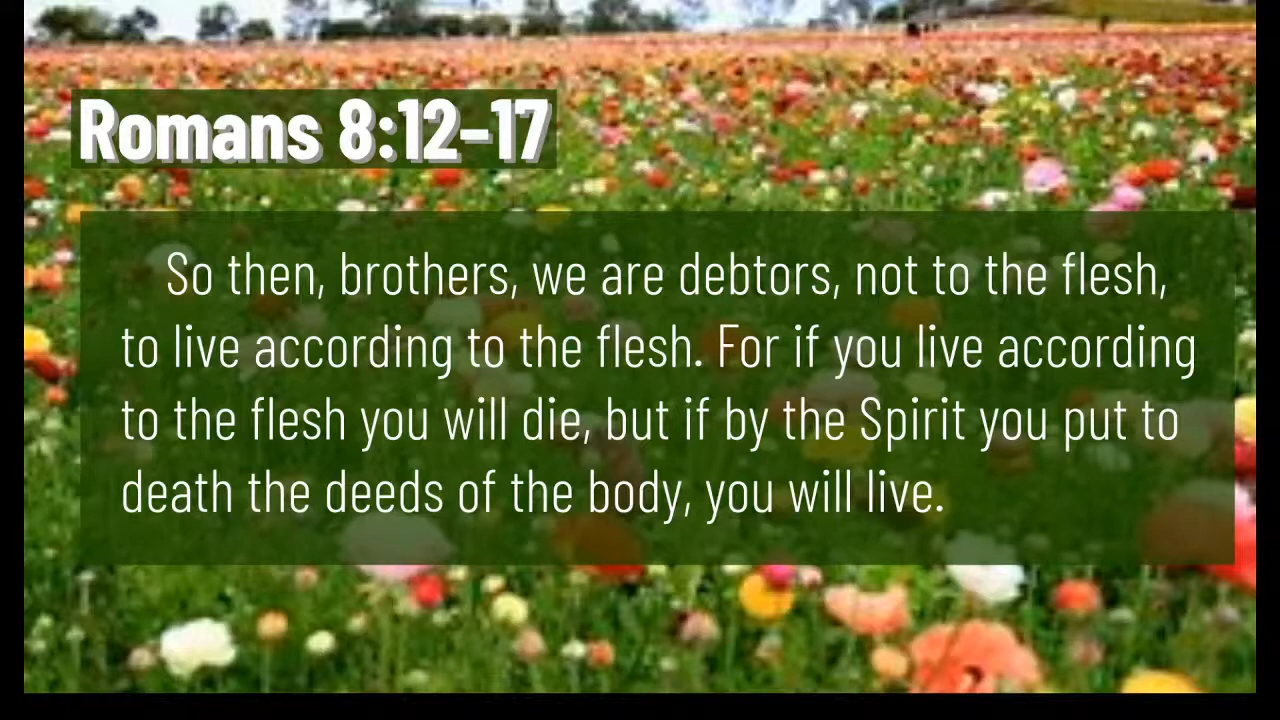 Romans 8:12–17
So then, brothers, we are debtors, not to the flesh,
to live according to the flesh. For if you live according
to the flesh you will die, but if by the Spirit you put to
death the deeds of the body, you will live.